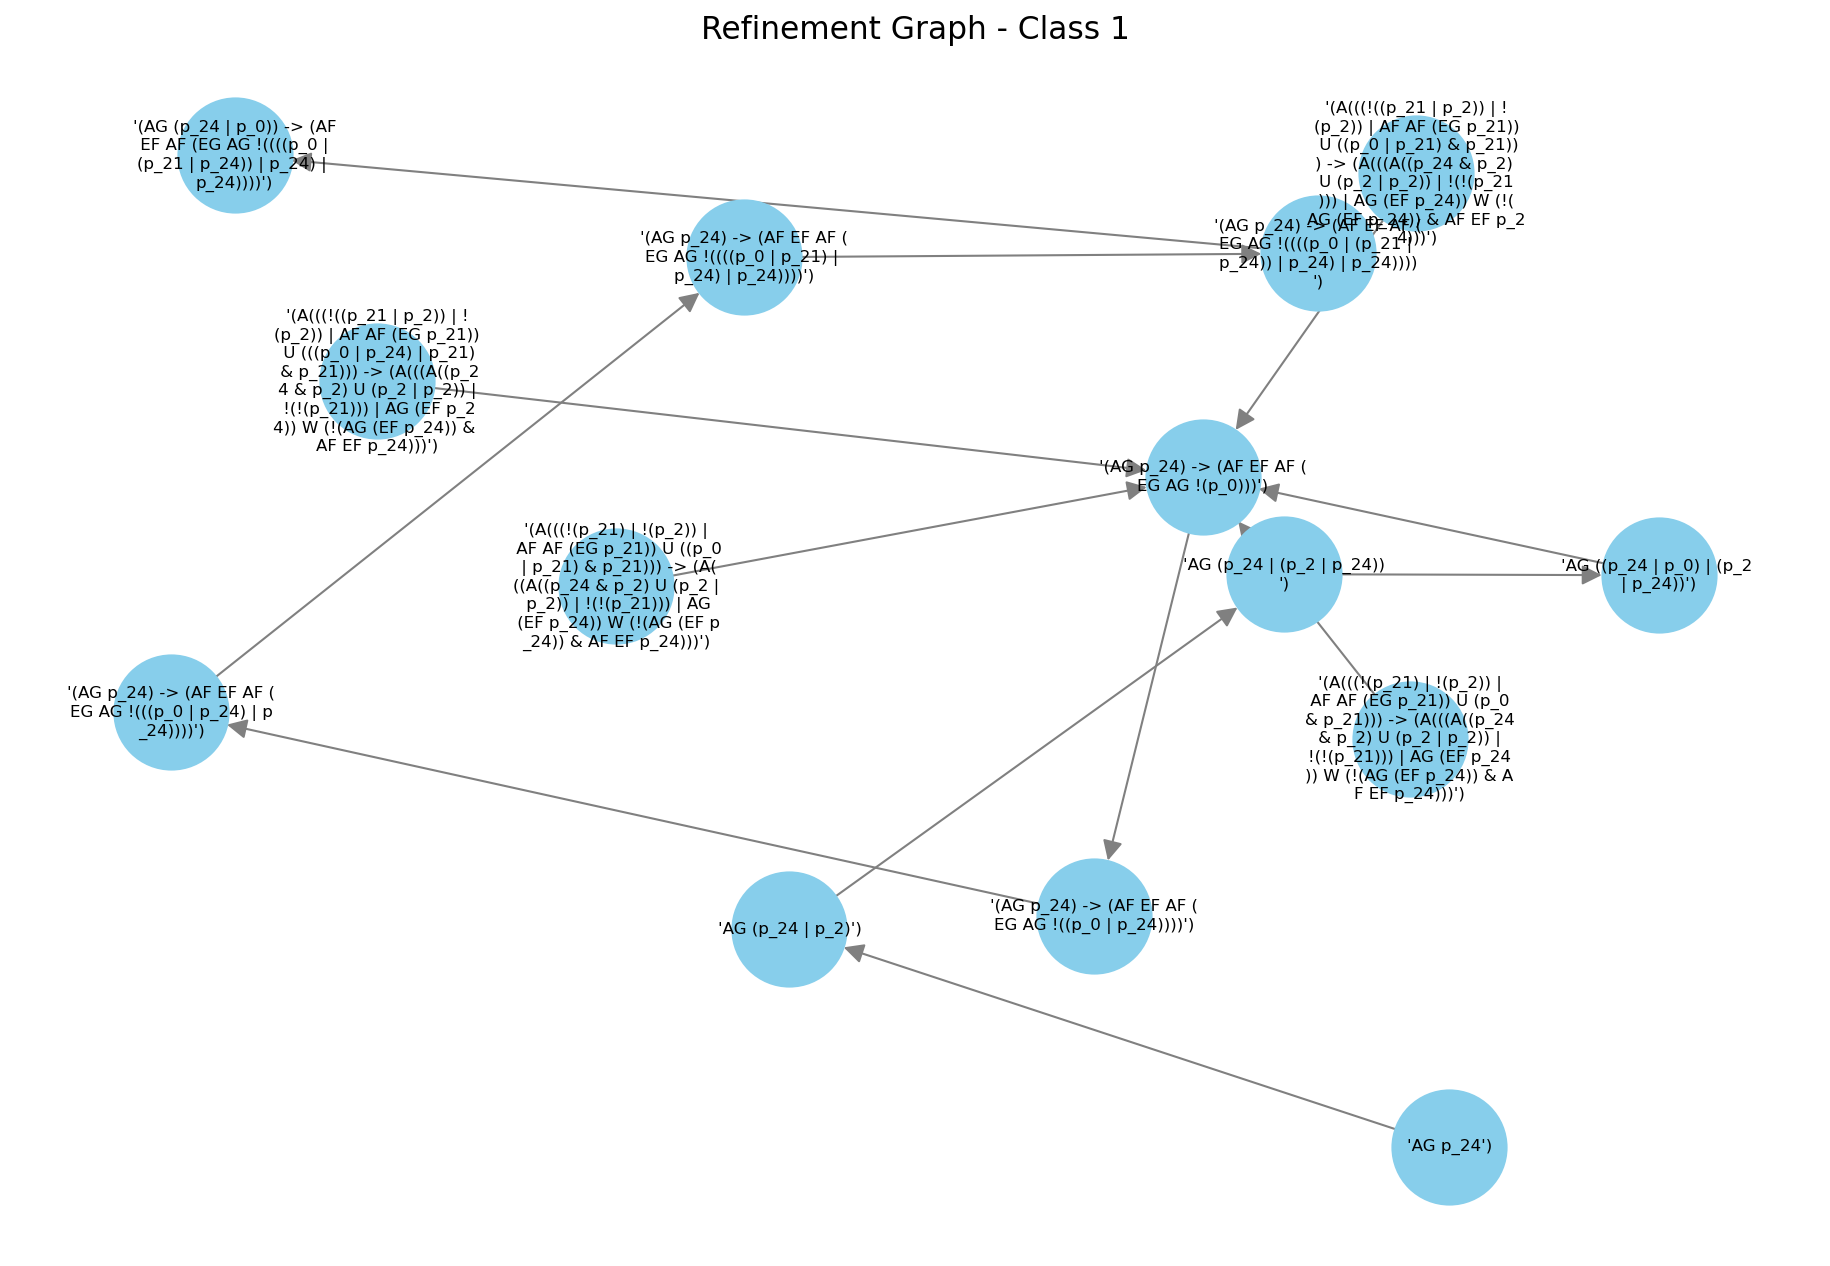 Refinement Graph - Class 1
'(AG (p_24 | p_0)) -> (AF
EF AF (EG AG !((((p_0 |
(p_21 | p_24)) | p_24) |
p_24))))')
'(A(((!((p_21 | p_2)) | !
(p_2)) | AF AF (EG p_21))
U ((p_0 | p_21) & p_21))
) -> (A(((A((p_24 & p_2)
U (p_2 | p_2)) | !(!(p_21
))) | AG (EF p_24)) W (!(
AG (EF p_24)) & AF EF p_2
4)))')
'(AG p_24) -> (AF EF AF (
EG AG !((((p_0 | p_21) |
p_24) | p_24))))')
'(AG p_24) -> (AF EF AF (
EG AG !((((p_0 | (p_21 |
p_24)) | p_24) | p_24))))
')
'(A(((!((p_21 | p_2)) | !
(p_2)) | AF AF (EG p_21))
U (((p_0 | p_24) | p_21)
& p_21))) -> (A(((A((p_2
4 & p_2) U (p_2 | p_2)) |
!(!(p_21))) | AG (EF p_2
4)) W (!(AG (EF p_24)) &
AF EF p_24)))')
'(AG p_24) -> (AF EF AF (
EG AG !(p_0)))')
'(A(((!(p_21) | !(p_2)) |
AF AF (EG p_21)) U ((p_0
| p_21) & p_21))) -> (A(
((A((p_24 & p_2) U (p_2 |
p_2)) | !(!(p_21))) | AG
(EF p_24)) W (!(AG (EF p
_24)) & AF EF p_24)))')
'AG (p_24 | (p_2 | p_24))
')
'AG ((p_24 | p_0) | (p_2
| p_24))')
'(AG p_24) -> (AF EF AF (
EG AG !(((p_0 | p_24) | p
_24))))')
'(A(((!(p_21) | !(p_2)) |
AF AF (EG p_21)) U (p_0
& p_21))) -> (A(((A((p_24
& p_2) U (p_2 | p_2)) |
!(!(p_21))) | AG (EF p_24
)) W (!(AG (EF p_24)) & A
F EF p_24)))')
'AG (p_24 | p_2)')
'(AG p_24) -> (AF EF AF (
EG AG !((p_0 | p_24))))')
'AG p_24')